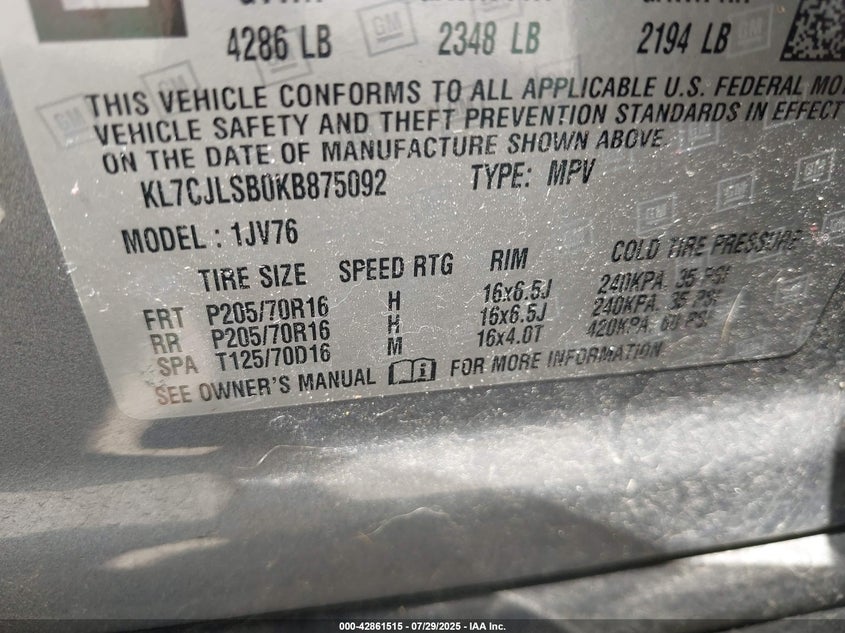 4286 LB 2348 LB 2194 LB
THIS VEHICLE CONFORMS TO ALL APPLICABLE U.S. FEDERAL
VEHICLE SAFETY AND THEFT PREVENTION STANDARDS IN EFFECT
ON THE DATE OF MANUFACTURE SHOWN ABOVE.
KL7CJLSB0KB875092 TYPE: MPV
MODEL : 1JV76
TIRE SIZE SPEED RTG RIM COLD TIRE PRESSURE
FRT P205/70R16 H 16x6.5J 240KPA. 35 PSI
RR P205/70R16 H 16x6.5J 240KPA. 35 PSI
SPA T125/70D16 M 16x4.0T 420KPA. 60 PSI
SEE OWNER'S MANUAL FOR MORE INFORMATION
GM
000-42861515 - 07/29/2025 - IAA Inc.